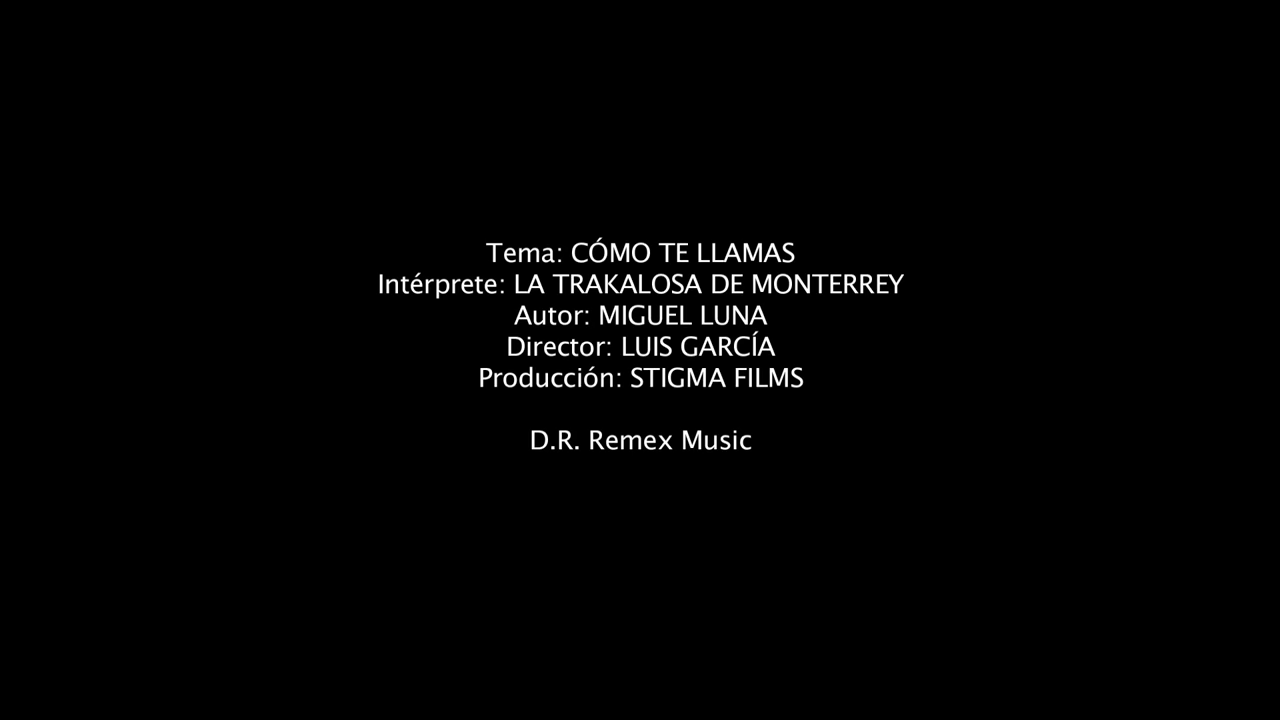 Tema: CÓMO TE LLAMAS
Intérprete: LA TRAKALOSA DE MONTERREY
Autor: MIGUEL LUNA
Director: LUIS GARCÍA
Producción: STIGMA FILMS
D.R. Remex Music